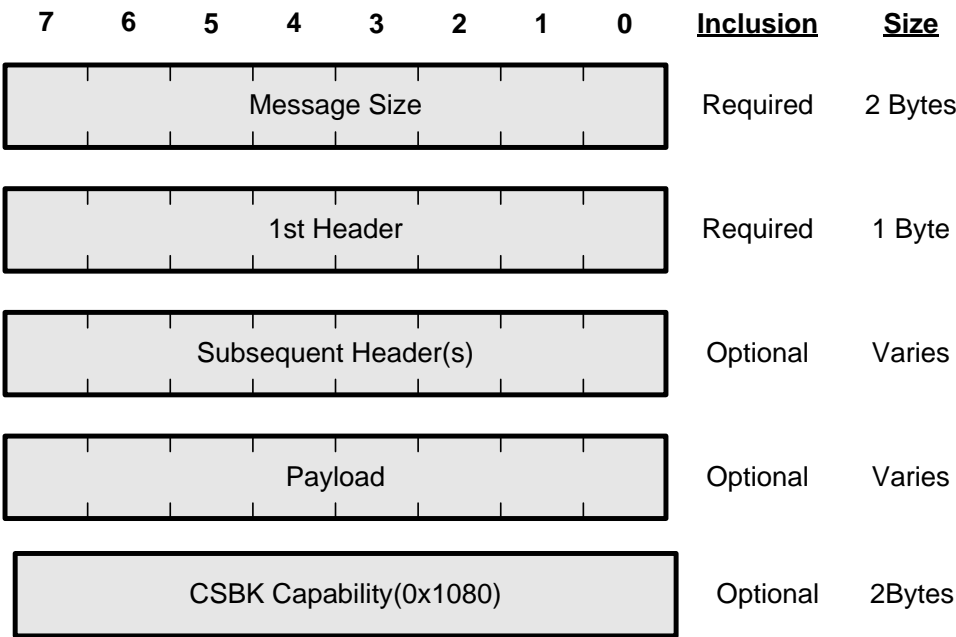 7 6 5 4 3 2 1 0 Inclusion Size
Message Size Required 2 Bytes
1st Header Required 1 Byte
Subsequent Header(s) Optional Varies
Payload Optional Varies
CSBK Capability(0x1080) Optional 2Bytes